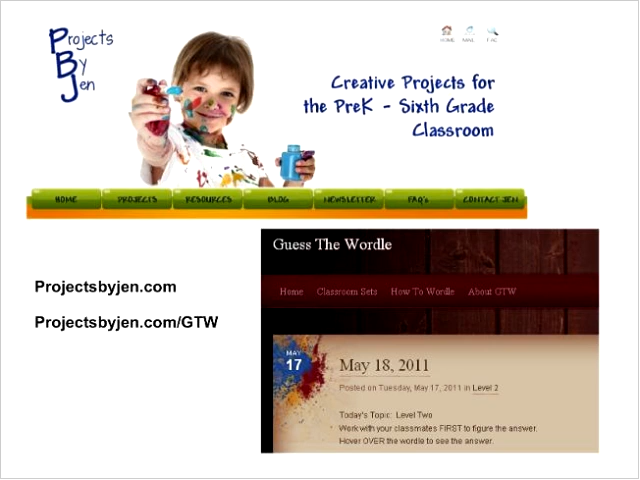 Projects
By
Jen
HOME MAIL FAQ
Creative Projects for
the PreK - Sixth Grade
Classroom
HOME PROJECTS RESOURCES BLOG NEWSLETTER FAQ's CONTACT JEN
Guess The Wordle
Home Classroom Sets How To Wordle About GTW
Projectsbyjen.com
Projectsbyjen.com/GTW
MAY
17
May 18, 2011
Posted on Tuesday, May 17, 2011 in Level 2
Today's Topic: Level Two
Work with your classmates FIRST to figure the answer.
Hover OVER the wordle to see the answer.